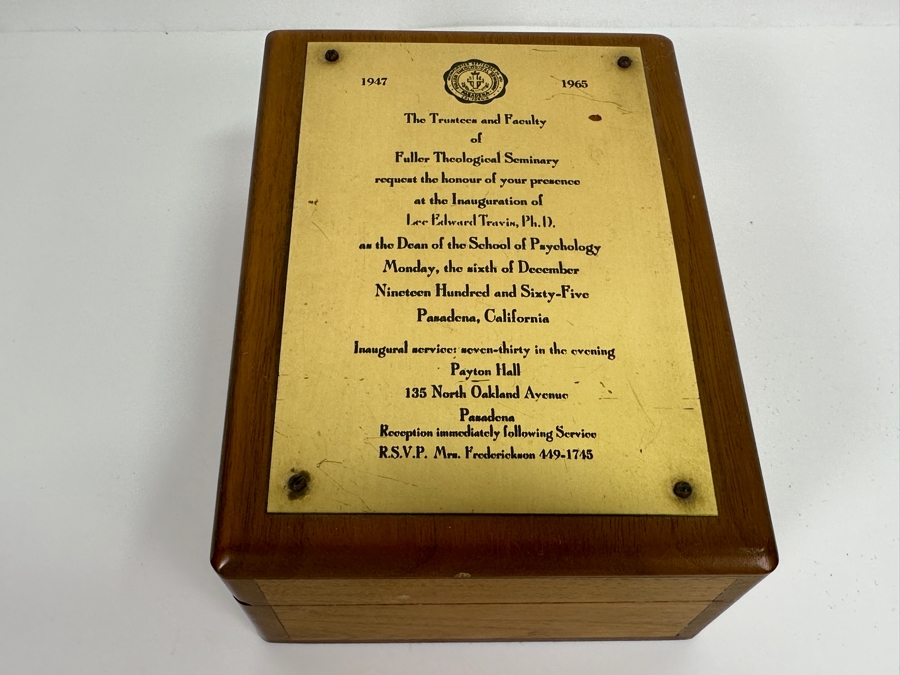 1947 1965
The Trustees and Faculty
of
Fuller Theological Seminary
request the honour of your presence
at the Inauguration of
Lee Edward Travis, Ph.D.
as the Dean of the School of Psychology
Monday, the sixth of December
Nineteen Hundred and Sixty-Five
Pasadena, California
Inaugural service: seven-thirty in the evening
Payton Hall
135 North Oakland Avenue
Pasadena
Reception immediately following Service
R.S.V.P. Mrs. Frederickson 449-1745